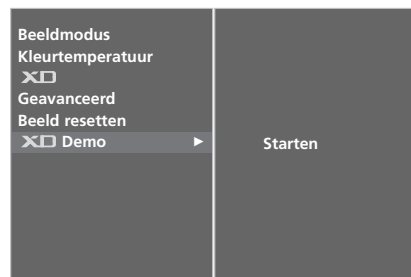 Beeldmodus
Kleurtemperatuur
XD
Geavanceerd
Beeld resetten
XD Demo ►
Starten